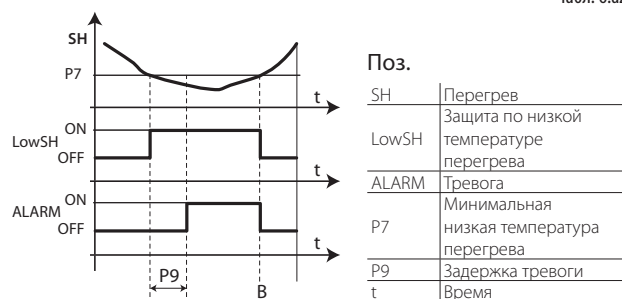 SH
P7
t
LowSH
ON
OFF
t
ALARM
ON
OFF
t
P9
B
Поз.
SH Перегрев
LowSH Защита по низкой
температуре
перегрева
ALARM Тревога
P7 Минимальная
низкая температура
перегрева
P9 Задержка тревоги
t Время